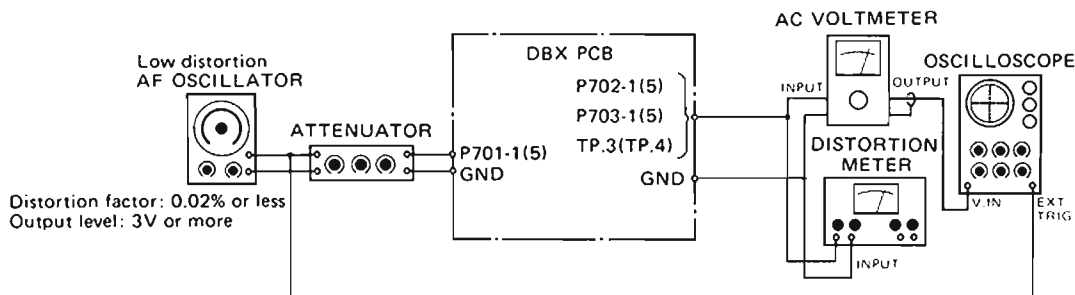 AC VOLTMETER
DBX PCB
OSCILLOSCOPE
Low distortion
AF OSCILLATOR
P702-1(5)
INPUT
OUTPUT
P703-1(5)
ATTENUATOR
P701-1(5)
TP.3(TP.4)
DISTORTION
METER
GND
GND
Distortion factor: 0.02% or less
Output level: 3V or more
V.IN
EXT
TRIG
INPUT